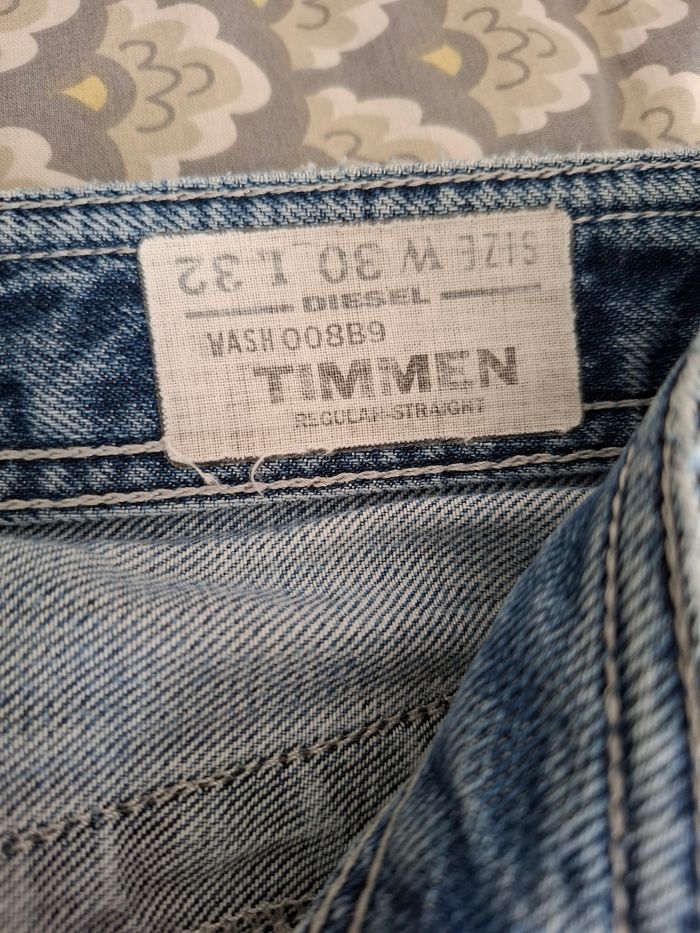 SIZE W 30 L 32
DIESEL
WASH 008B9
TIMMEN
REGULAR-STRAIGHT